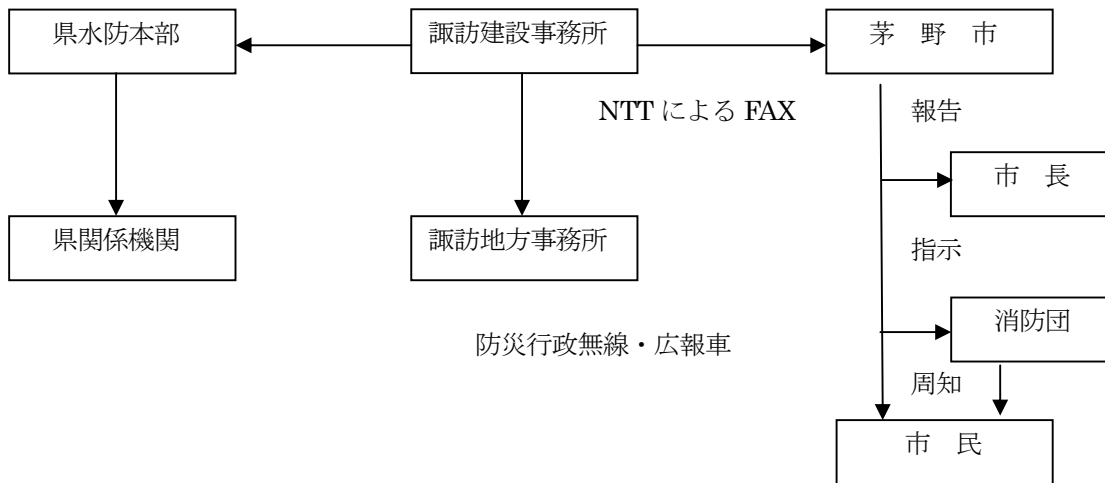 県水防本部
諏訪建設事務所
茅 野 市
NTT による FAX
報告
市 長
県関係機関
諏訪地方事務所
指示
消防団
防災行政無線・広報車
周知
市 民